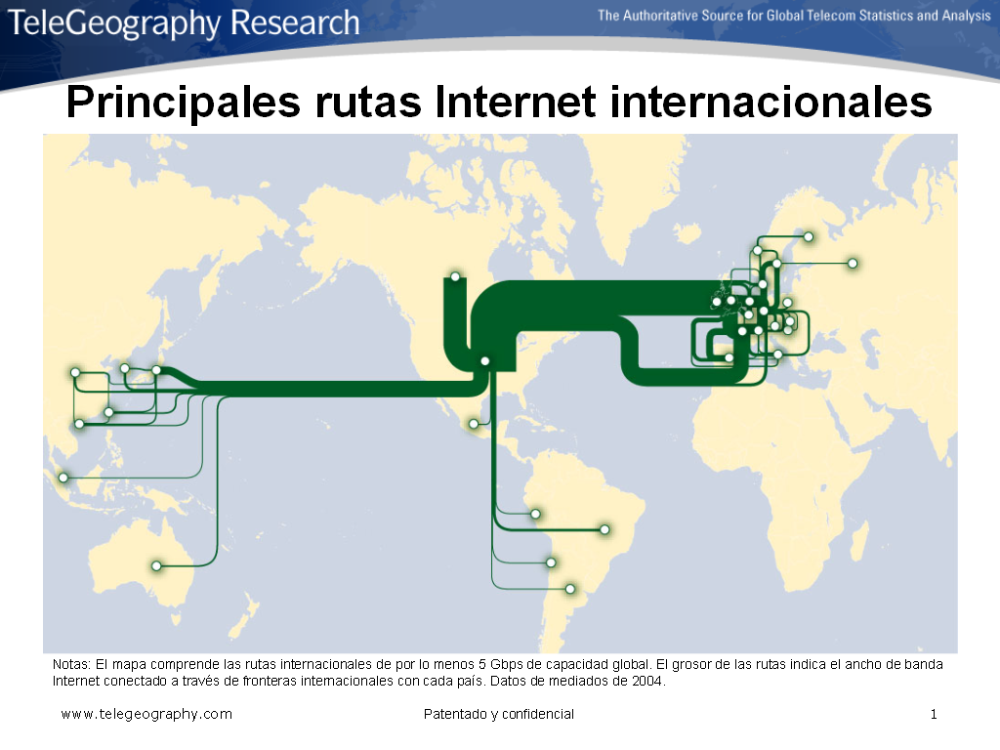 TeleGeography Research
The Authoritative Source for Global Telecom Statistics and Analysis
Principales rutas Internet internacionales
Notas: El mapa comprende las rutas internacionales de por lo menos 5 Gbps de capacidad global. El grosor de las rutas indica el ancho de banda
Internet conectado a través de fronteras internacionales con cada país. Datos de mediados de 2004.
www.telegeography.com
Patentado y confidencial
1